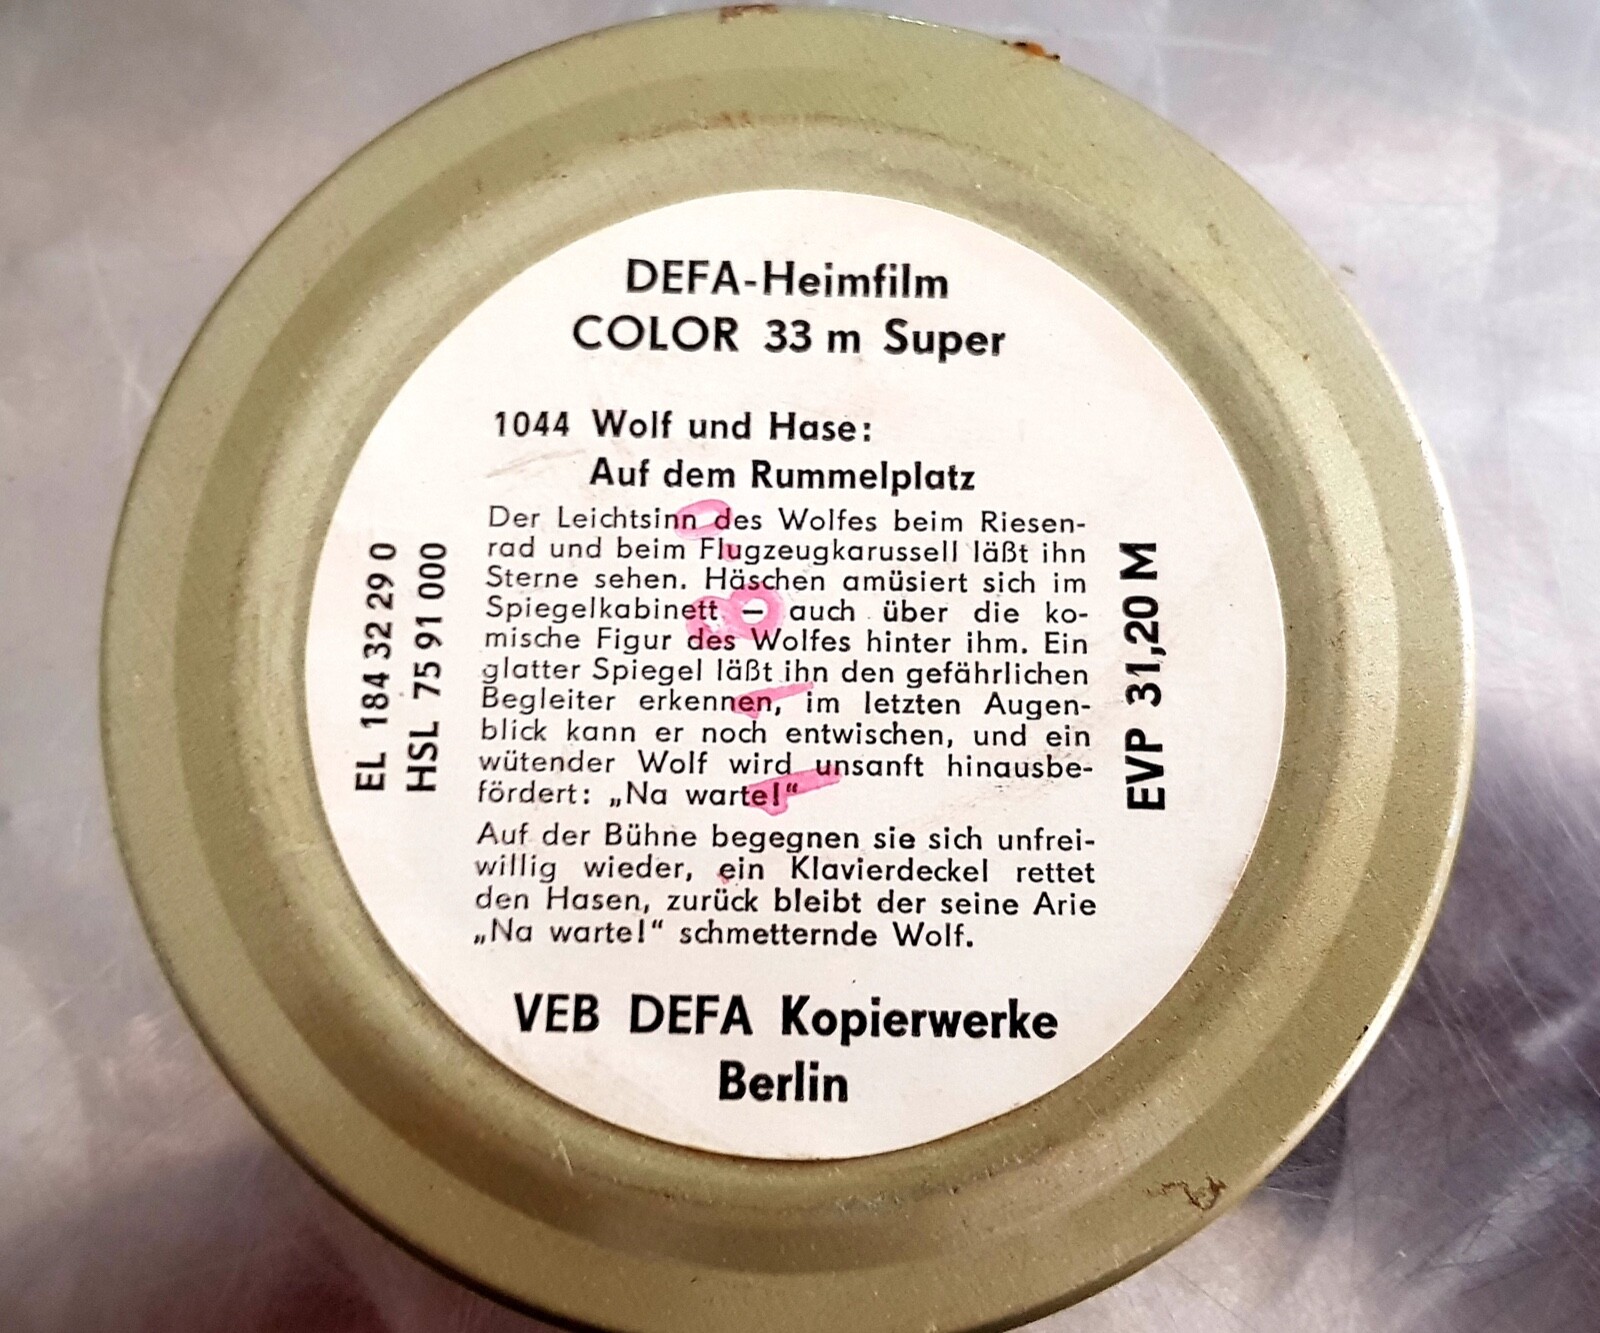 DEFA-Heimfilm
COLOR 33 m Super
1044 Wolf und Hase:
Auf dem Rummelplatz
Der Leichtsinn des Wolfes beim Riesen-
rad und beim Flugzeugkarussell läßt ihn
Sterne sehen. Häschen amüsiert sich im
Spiegelkabinett – auch über die ko-
mische Figur des Wolfes hinter ihm. Ein
glatter Spiegel läßt ihn den gefährlichen
Begleiter erkennen, im letzten Augen-
blick kann er noch entwischen, und ein
wütender Wolf wird unsanft hinausbe-
fördert: „Na warte!“
Auf der Bühne begegnen sie sich unfrei-
willig wieder, ein Klavierdeckel rettet
den Hasen, zurück bleibt der seine Arie
„Na warte!“ schmetternde Wolf.
VEB DEFA Kopierwerke
Berlin
EL 184 32 29 0
HSL 75 91 000
EVP 31,20 M